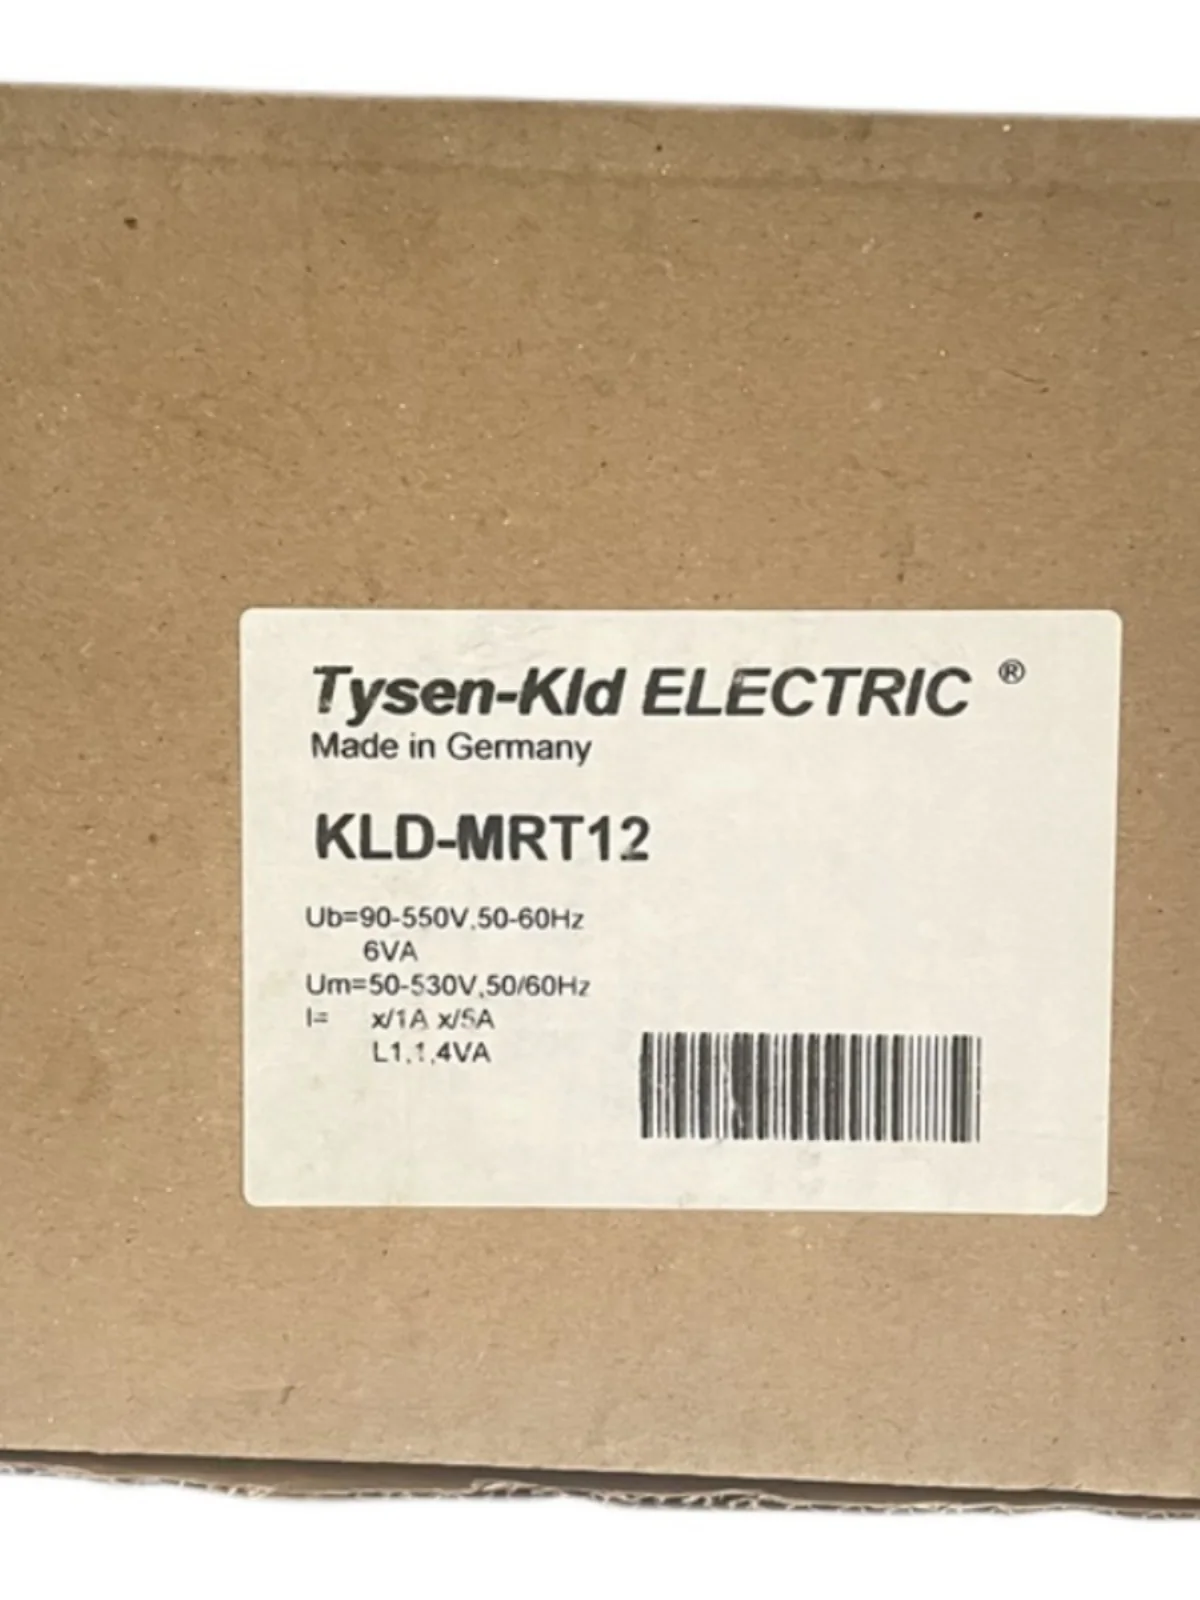 Tysen-Kld ELECTRIC ®
Made in Germany
KLD-MRT12
Ub=90-550V,50-60Hz
6VA
Um=50-530V,50/60Hz
I= x/1A x/5A
L1,1,4VA